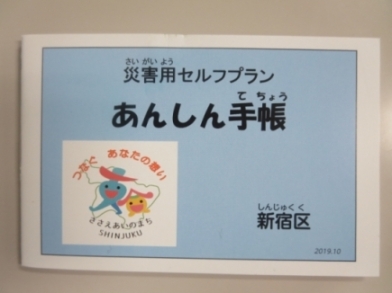 さい がい よう
災害用セルフプラン
て ちょう
あんしん手帳
つなぐ あなたの想い
ささえあいのまち
SHINJUKU
しんじゅく く
新宿区
2019.10